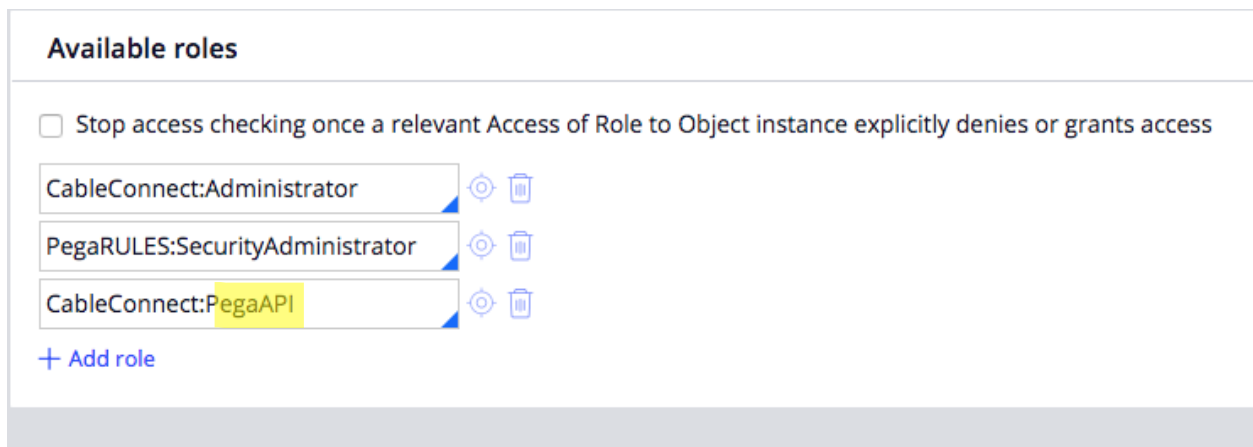 Available roles
Stop access checking once a relevant Access of Role to Object instance explicitly denies or grants access
CableConnect:Administrator
PegaRULES:SecurityAdministrator
CableConnect:PegaAPI
+ Add role